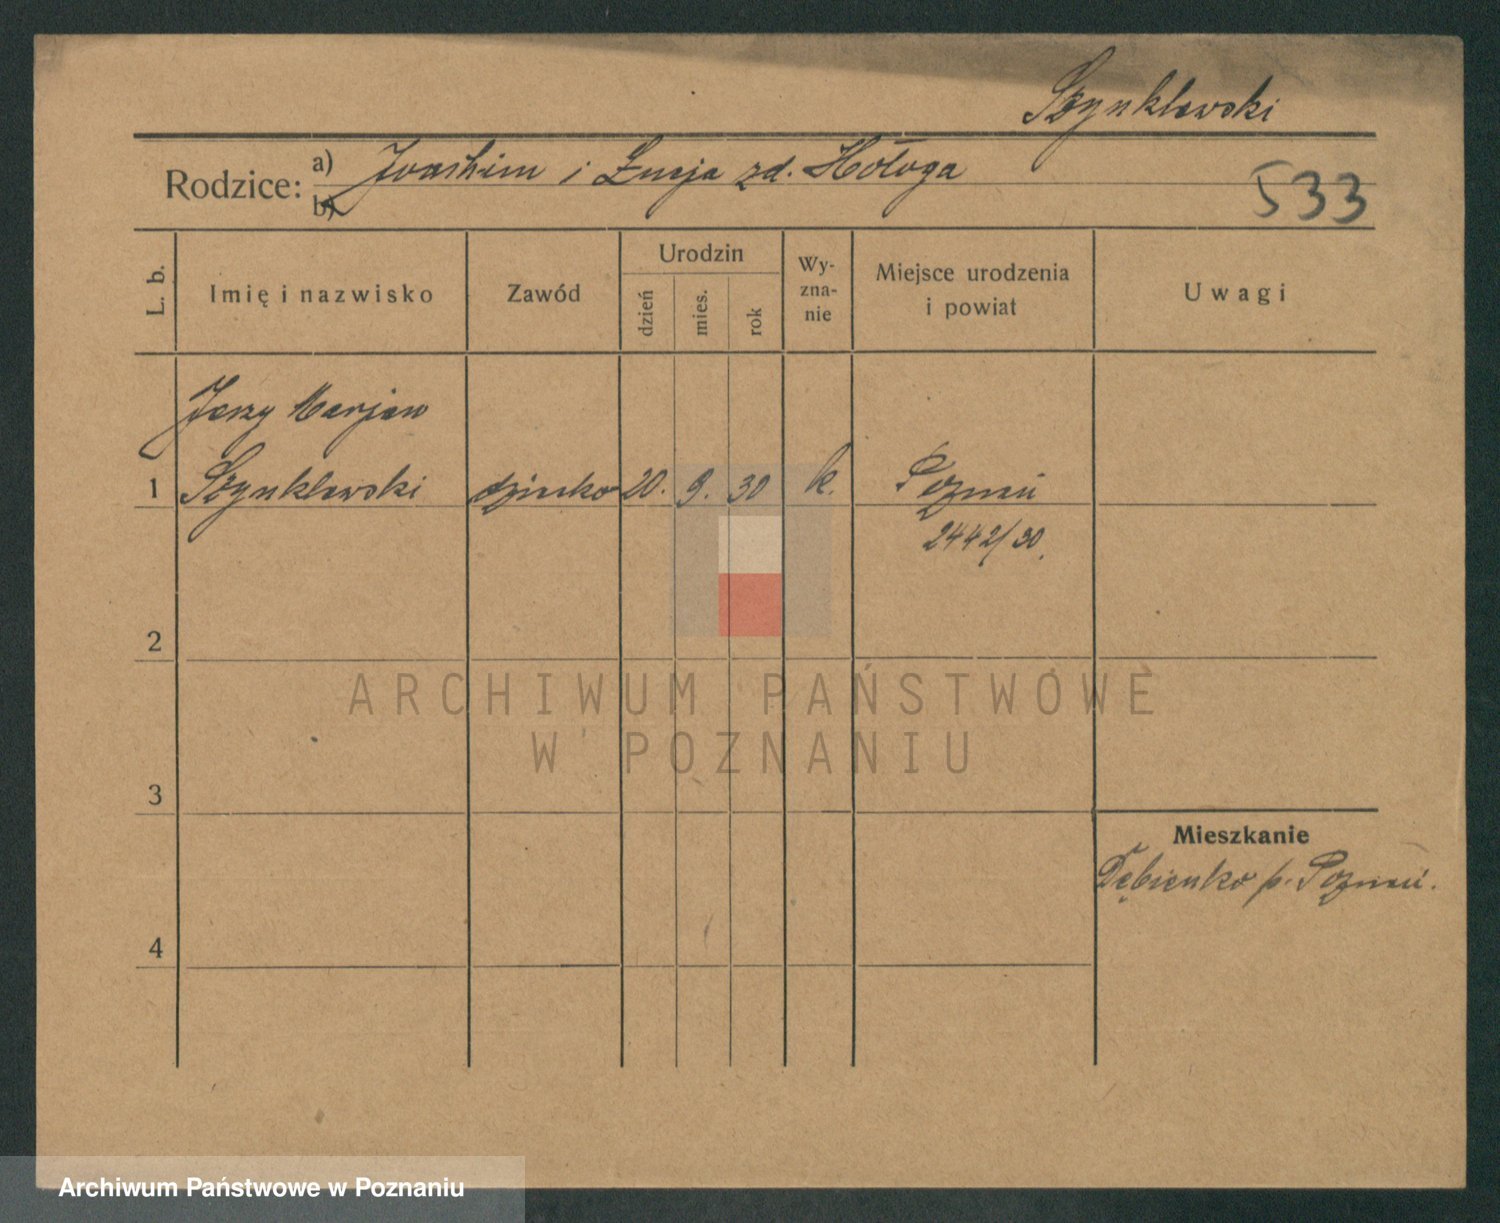 Szynklewski
Rodzice: a) Joachim i Łucja zd. Hołoga
b)
533
L. b.
Imię i nazwisko
Zawód
Urodzin
dzień
mies.
rok
Wy-
zna-
nie
Miejsce urodzenia
i powiat
Uwagi
Jerzy Marjan
1 Szynklewski dziecko 20. 9. 30 k. Poznań
2442/30.
2
3
4
Mieszkanie
Dębienko p. Poznań.
ARCHIWUM PAŃSTWOWE
W POZNANIU
Archiwum Państwowe w Poznaniu